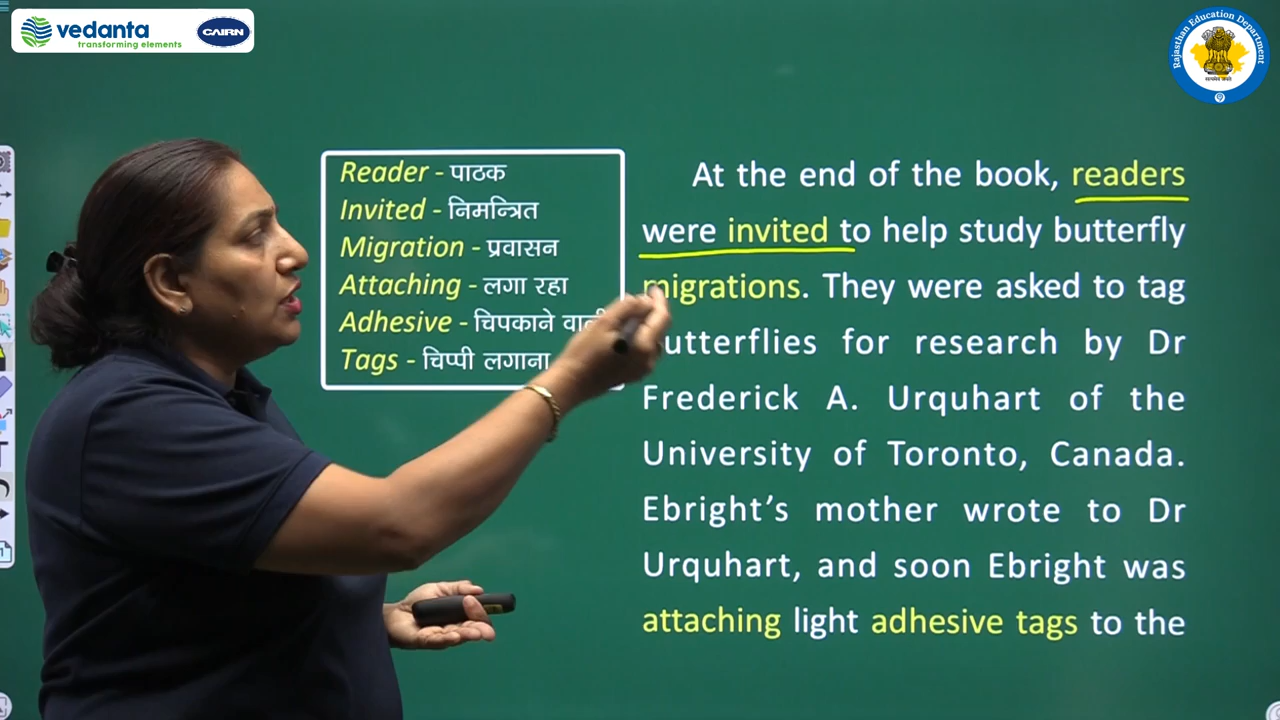 vedanta
transforming elements
CAIRN
Rajasthan Education Department
Reader - पाठक
Invited - निमन्त्रित
Migration - प्रवासन
Attaching - लगा रहा
Adhesive - चिपकाने
Tags - चिप्पी लगाना
At the end of the book, readers
were invited to help study butterfly
migrations. They were asked to tag
for research by Dr
Frederick A. Urquhart of the
University of Toronto, Canada.
Ebright’s mother wrote to Dr
Urquhart, and soon Ebright was
attaching light adhesive tags to the